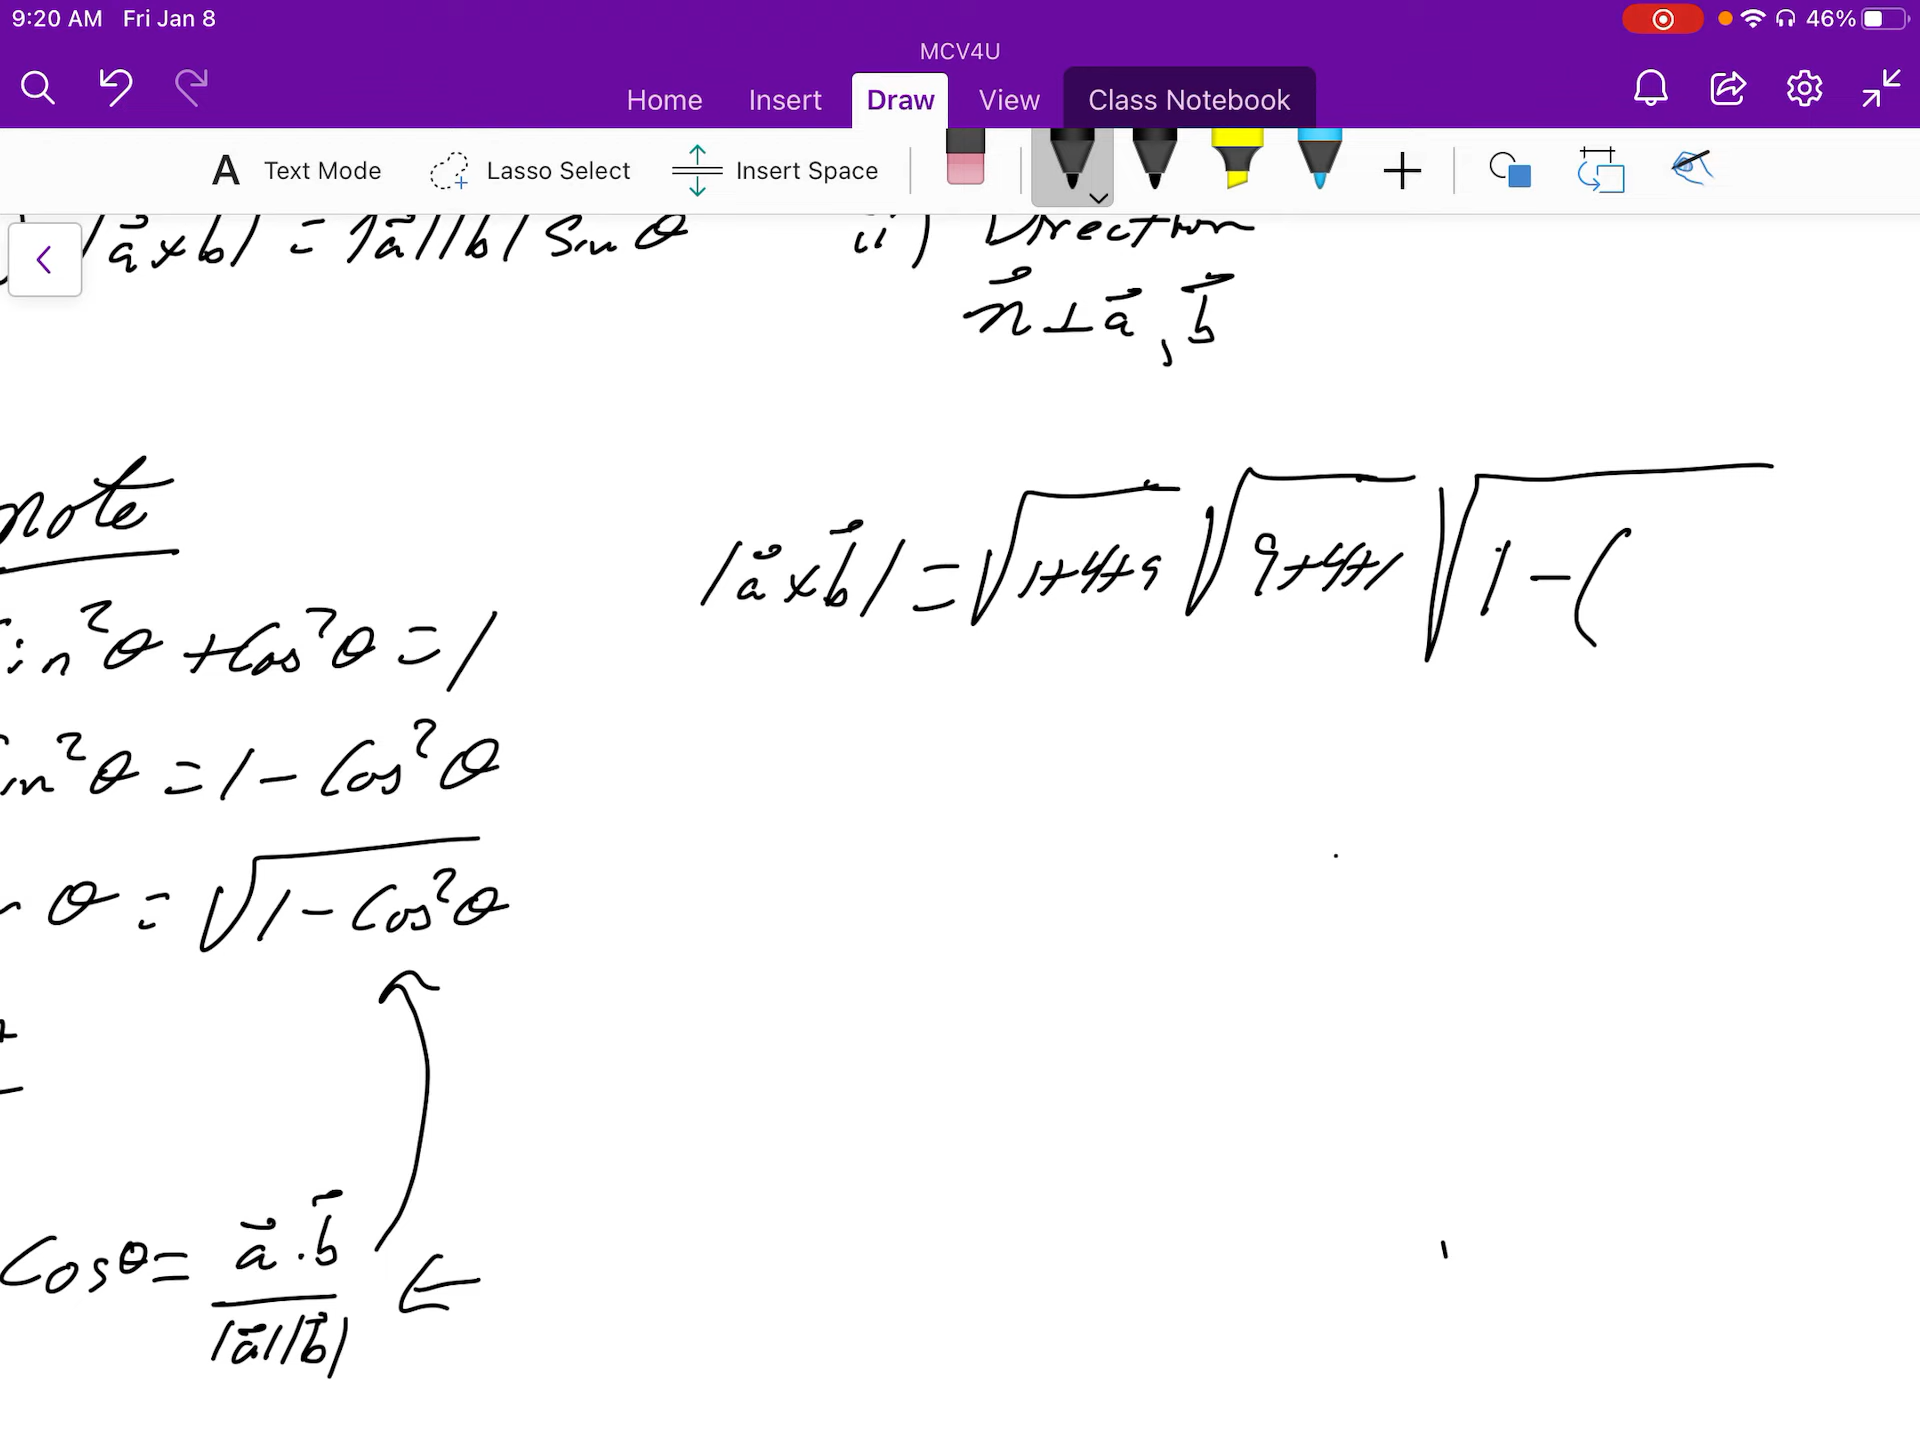 9:20 AM Fri Jan 8
46%
MCV4U
Home Insert Draw View Class Notebook
A Text Mode Lasso Select Insert Space
|a⃗ × b| = |a⃗||b| Sin θ
ii) Direction
n⃗ ⊥ a⃗, b⃗
note
in²θ + Cos²θ = 1
in²θ = 1 - Cos²θ
θ = √(1 - Cos²θ)
Cosθ = a⃗ · b⃗ / |a⃗||b⃗| ⇐
|a⃗ × b⃗| = √1+4+9 √9+4+1 √1 - (